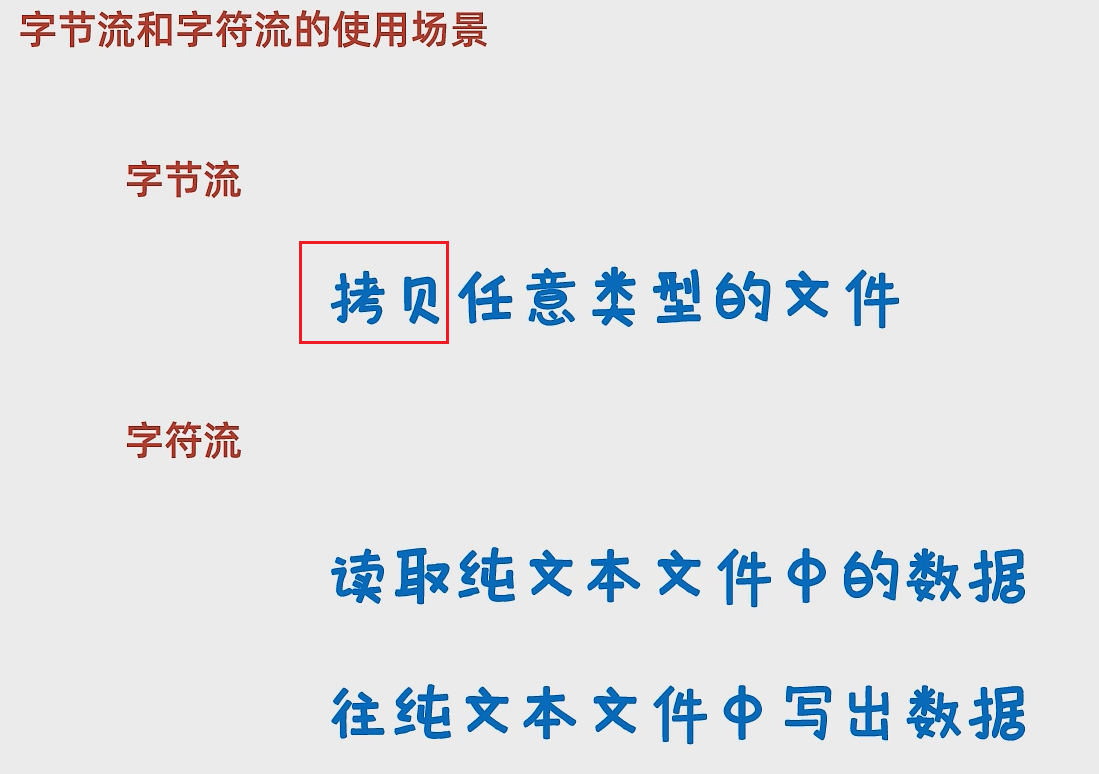 字节流和字符流的使用场景
字节流
拷贝任意类型的文件
字符流
读取纯文本文件中的数据
往纯文本文件中写出数据